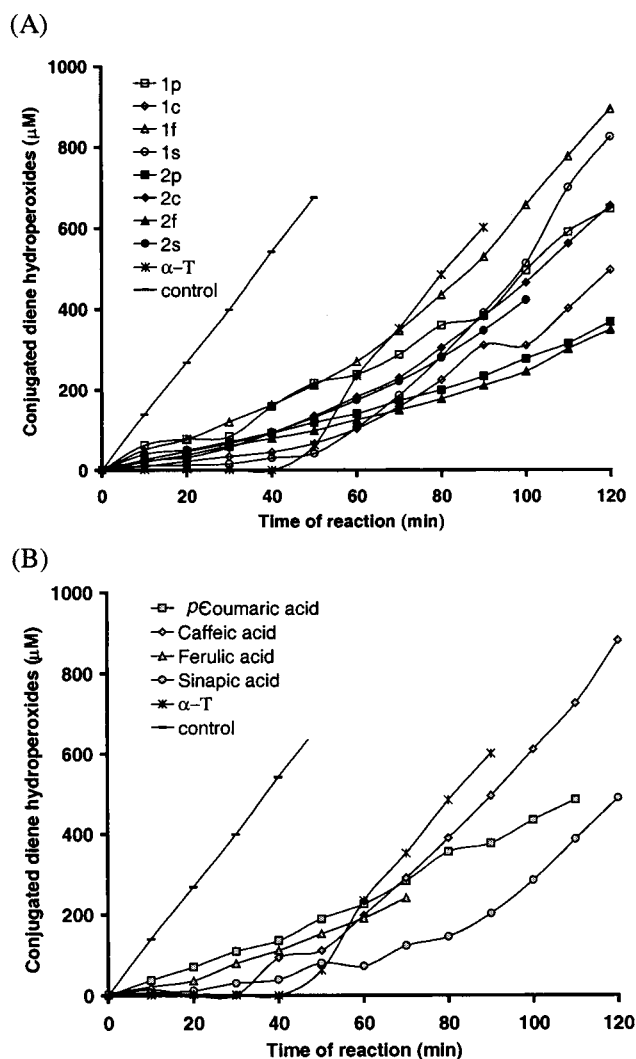 (A)
1000
800
600
400
200
0
Conjugated diene hydroperoxides (μM)
1p
1c
1f
1s
2p
2c
2f
2s
α–T
control
0 20 40 60 80 100 120
Time of reaction (min)
(B)
1000
800
600
400
200
0
Conjugated diene hydroperoxides (μM)
pЄoumaric acid
Caffeic acid
Ferulic acid
Sinapic acid
α–T
control
0 20 40 60 80 100 120
Time of reaction (min)